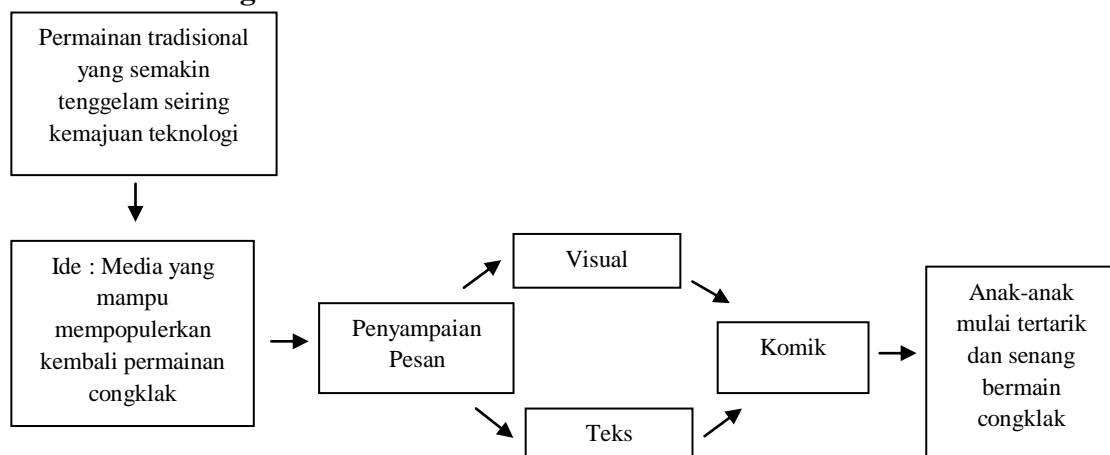 Permainan tradisional
yang semakin
tenggelam seiring
kemajuan teknologi
Ide : Media yang
mampu
mempopulerkan
kembali permainan
congklak
Penyampaian
Pesan
Visual
Teks
Komik
Anak-anak
mulai tertarik
dan senang
bermain
congklak